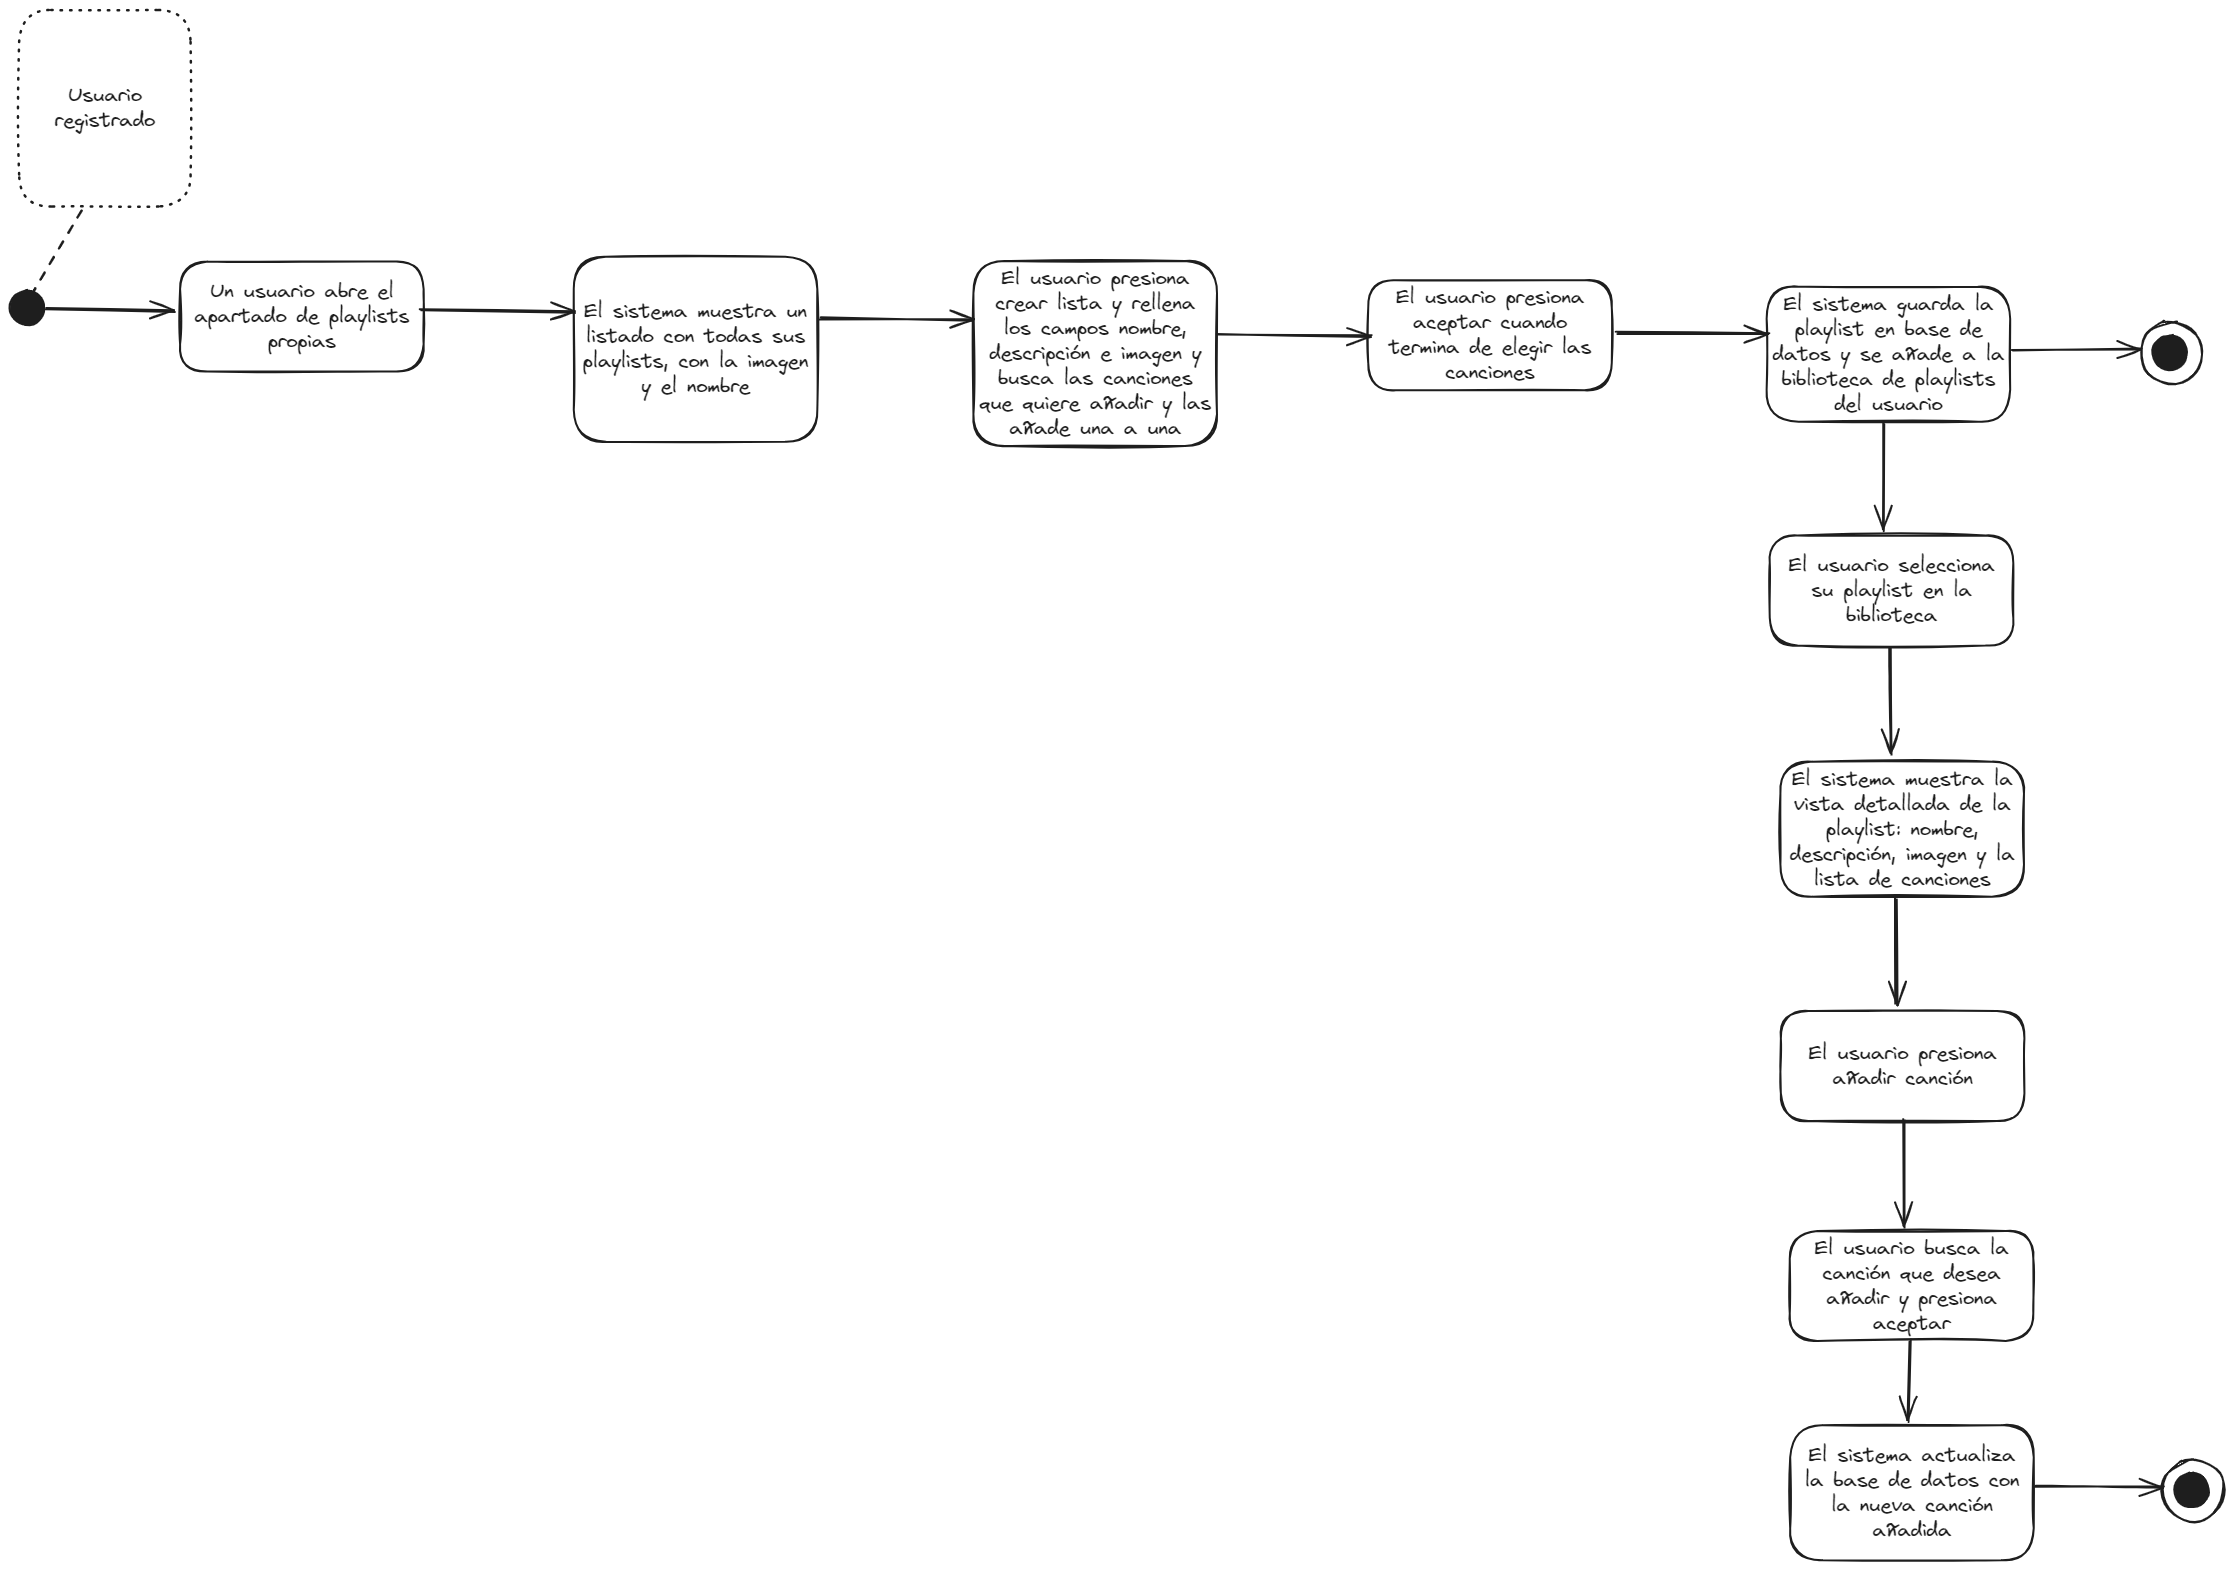 Usuario
registrado
Un usuario abre el
apartado de playlists
propias
El sistema muestra un
listado con todas sus
playlists, con la imagen
y el nombre
El usuario presiona
crear lista y rellena
los campos nombre,
descripción e imagen y
busca las canciones
que quiere añadir y las
añade una a una
El usuario presiona
aceptar cuando
termina de elegir las
canciones
El sistema guarda la
playlist en base de
datos y se añade a la
biblioteca de playlists
del usuario
El usuario selecciona
su playlist en la
biblioteca
El sistema muestra la
vista detallada de la
playlist: nombre,
descripción, imagen y la
lista de canciones
El usuario presiona
añadir canción
El usuario busca la
canción que desea
añadir y presiona
aceptar
El sistema actualiza
la base de datos con
la nueva canción
añadida